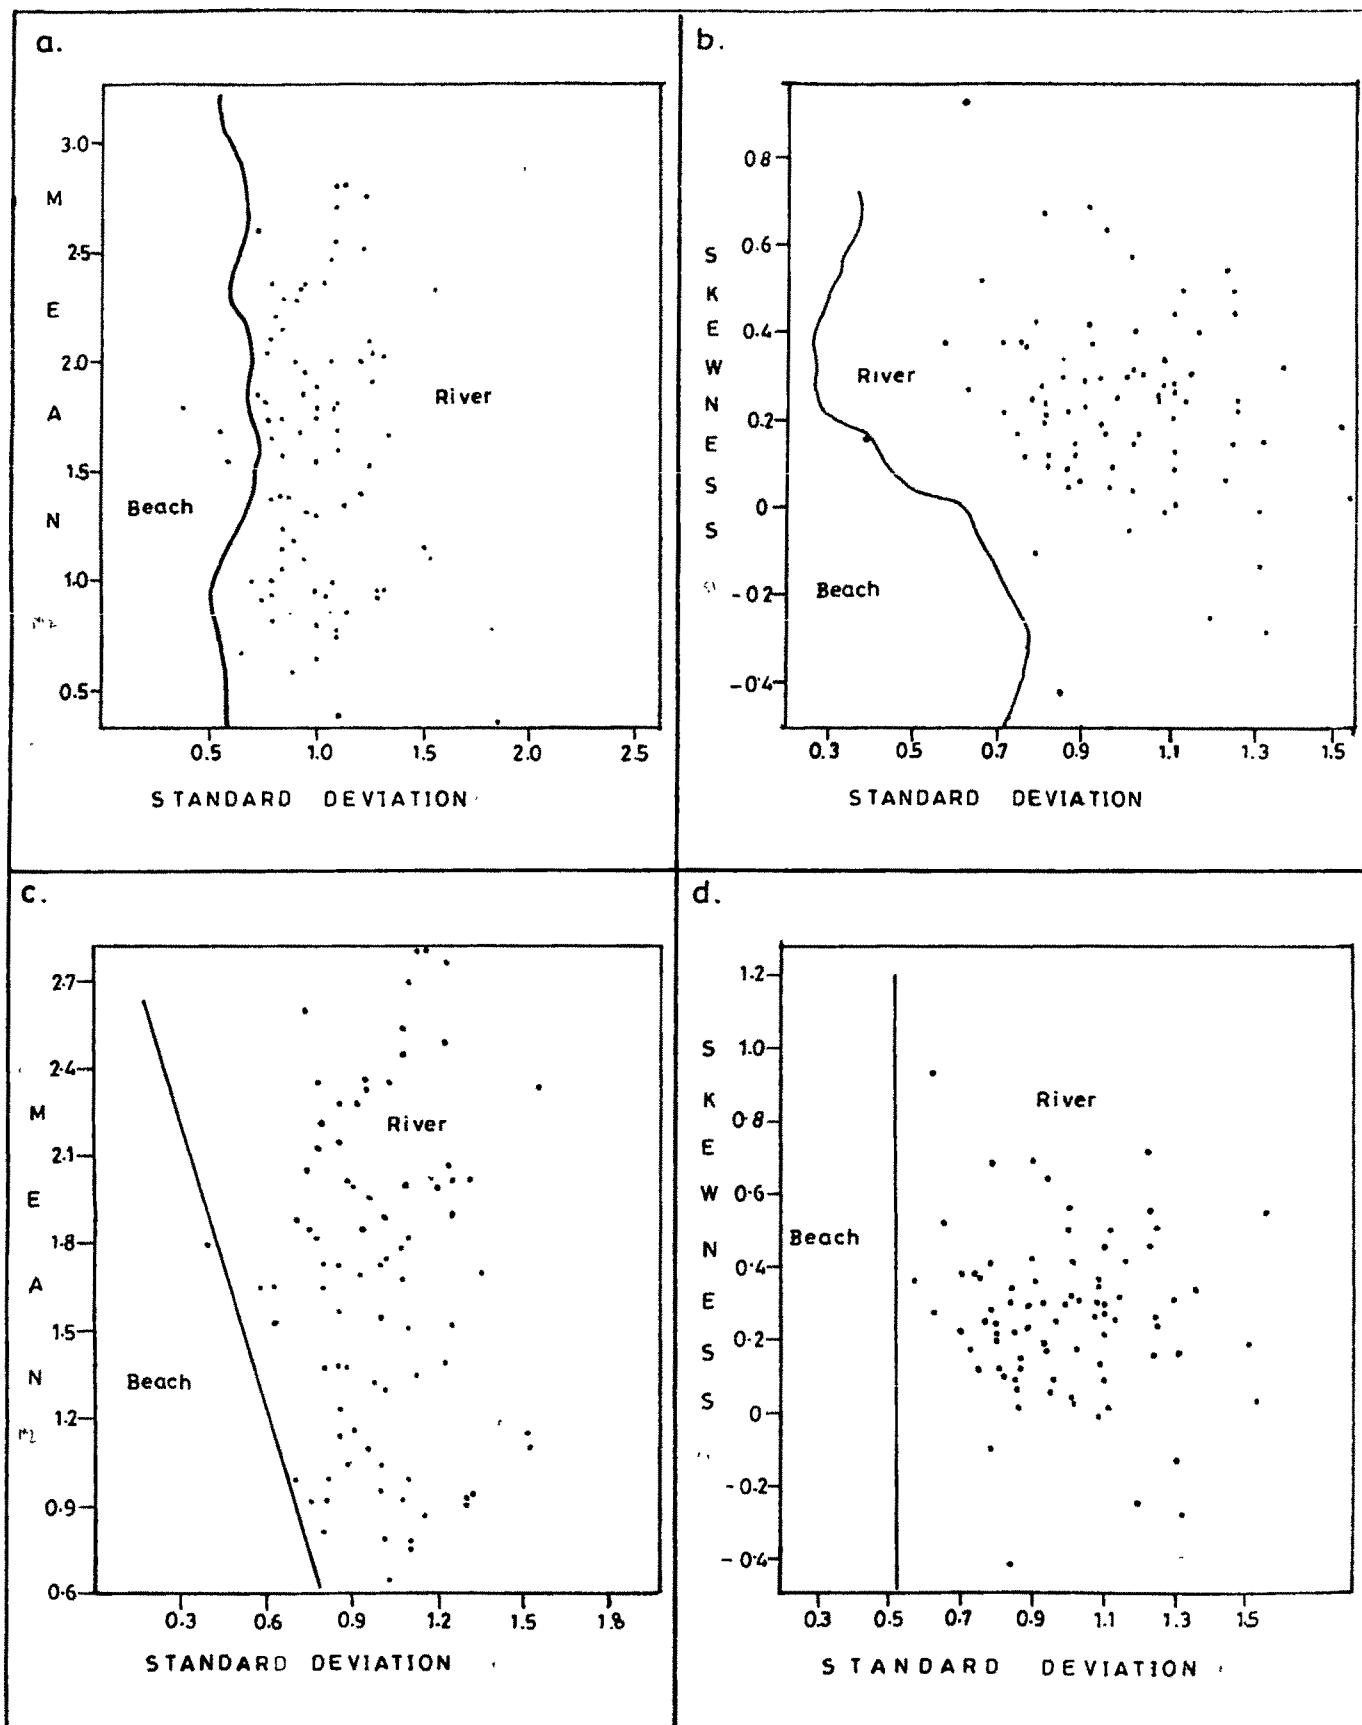 a.
3.0
2.5
2.0
1.5
1.0
0.5
M E A N
Beach
River
0.5 1.0 1.5 2.0 2.5
STANDARD DEVIATION
b.
0.8
0.6
0.4
0.2
0
-0.2
-0.4
SKEWNESS
River
Beach
0.3 0.5 0.7 0.9 1.1 1.3 1.5
STANDARD DEVIATION
c.
2.7
2.4
2.1
1.8
1.5
1.2
0.9
0.6
M E A N
River
Beach
0.3 0.6 0.9 1.2 1.5 1.8
STANDARD DEVIATION
d.
1.2
1.0
0.8
0.6
0.4
0.2
0
-0.2
-0.4
SKEWNESS
River
Beach
0.3 0.5 0.7 0.9 1.1 1.3 1.5
STANDARD DEVIATION